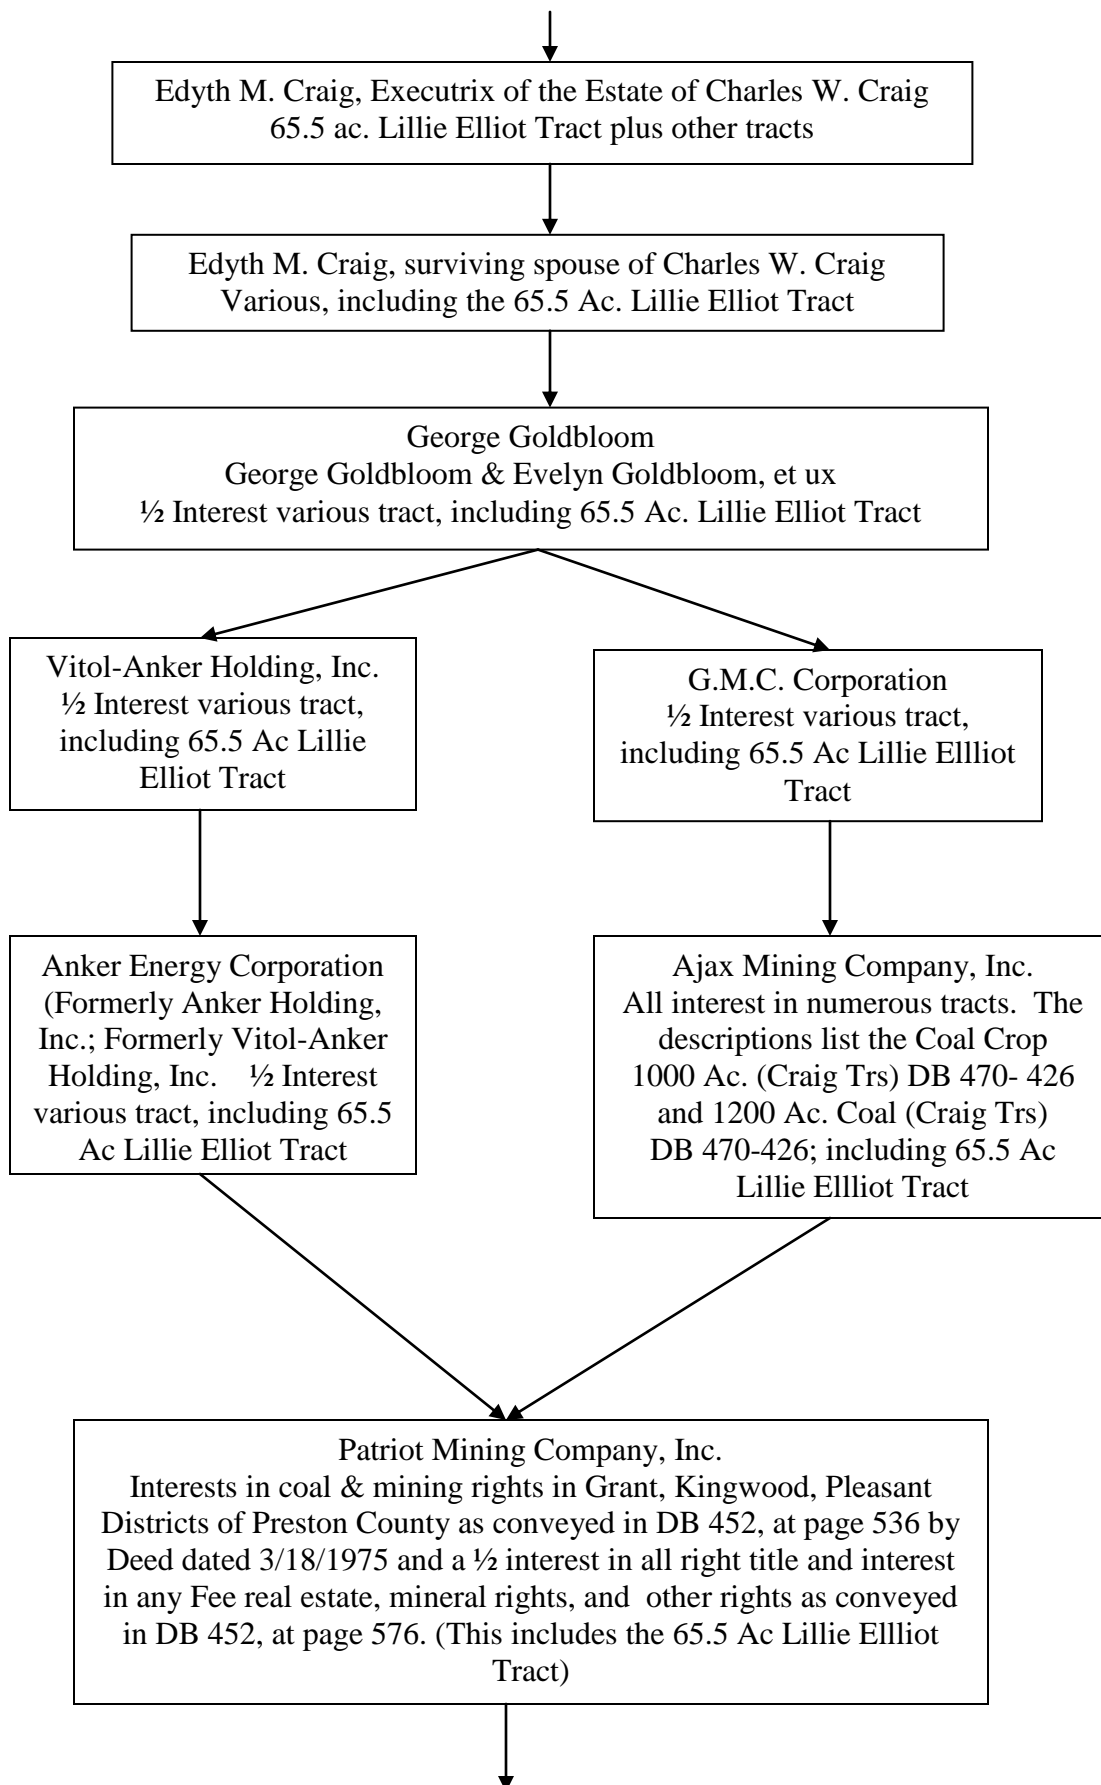 Edyth M. Craig, Executrix of the Estate of Charles W. Craig
65.5 ac. Lillie Elliot Tract plus other tracts
Edyth M. Craig, surviving spouse of Charles W. Craig
Various, including the 65.5 Ac. Lillie Elliot Tract
George Goldbloom
George Goldbloom & Evelyn Goldbloom, et ux
½ Interest various tract, including 65.5 Ac. Lillie Elliot Tract
Vitol-Anker Holding, Inc.
½ Interest various tract,
including 65.5 Ac Lillie
Elliot Tract
G.M.C. Corporation
½ Interest various tract,
including 65.5 Ac Lillie Ellliot
Tract
Anker Energy Corporation
(Formerly Anker Holding,
Inc.; Formerly Vitol-Anker
Holding, Inc.   ½ Interest
various tract, including 65.5
Ac Lillie Elliot Tract
Ajax Mining Company, Inc.
All interest in numerous tracts.  The
descriptions list the Coal Crop
1000 Ac. (Craig Trs) DB 470- 426
and 1200 Ac. Coal (Craig Trs)
DB 470-426; including 65.5 Ac
Lillie Ellliot Tract
Patriot Mining Company, Inc.
Interests in coal & mining rights in Grant, Kingwood, Pleasant
Districts of Preston County as conveyed in DB 452, at page 536 by
Deed dated 3/18/1975 and a ½ interest in all right title and interest
in any Fee real estate, mineral rights, and  other rights as conveyed
in DB 452, at page 576. (This includes the 65.5 Ac Lillie Ellliot
Tract)